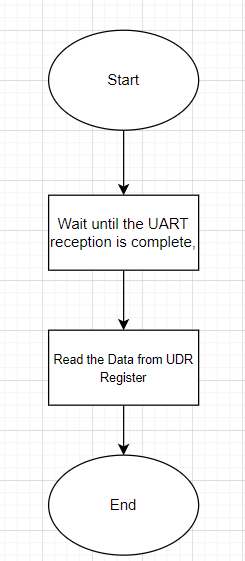 Start
Wait until the UART
reception is complete,
Read the Data from UDR
Register
End